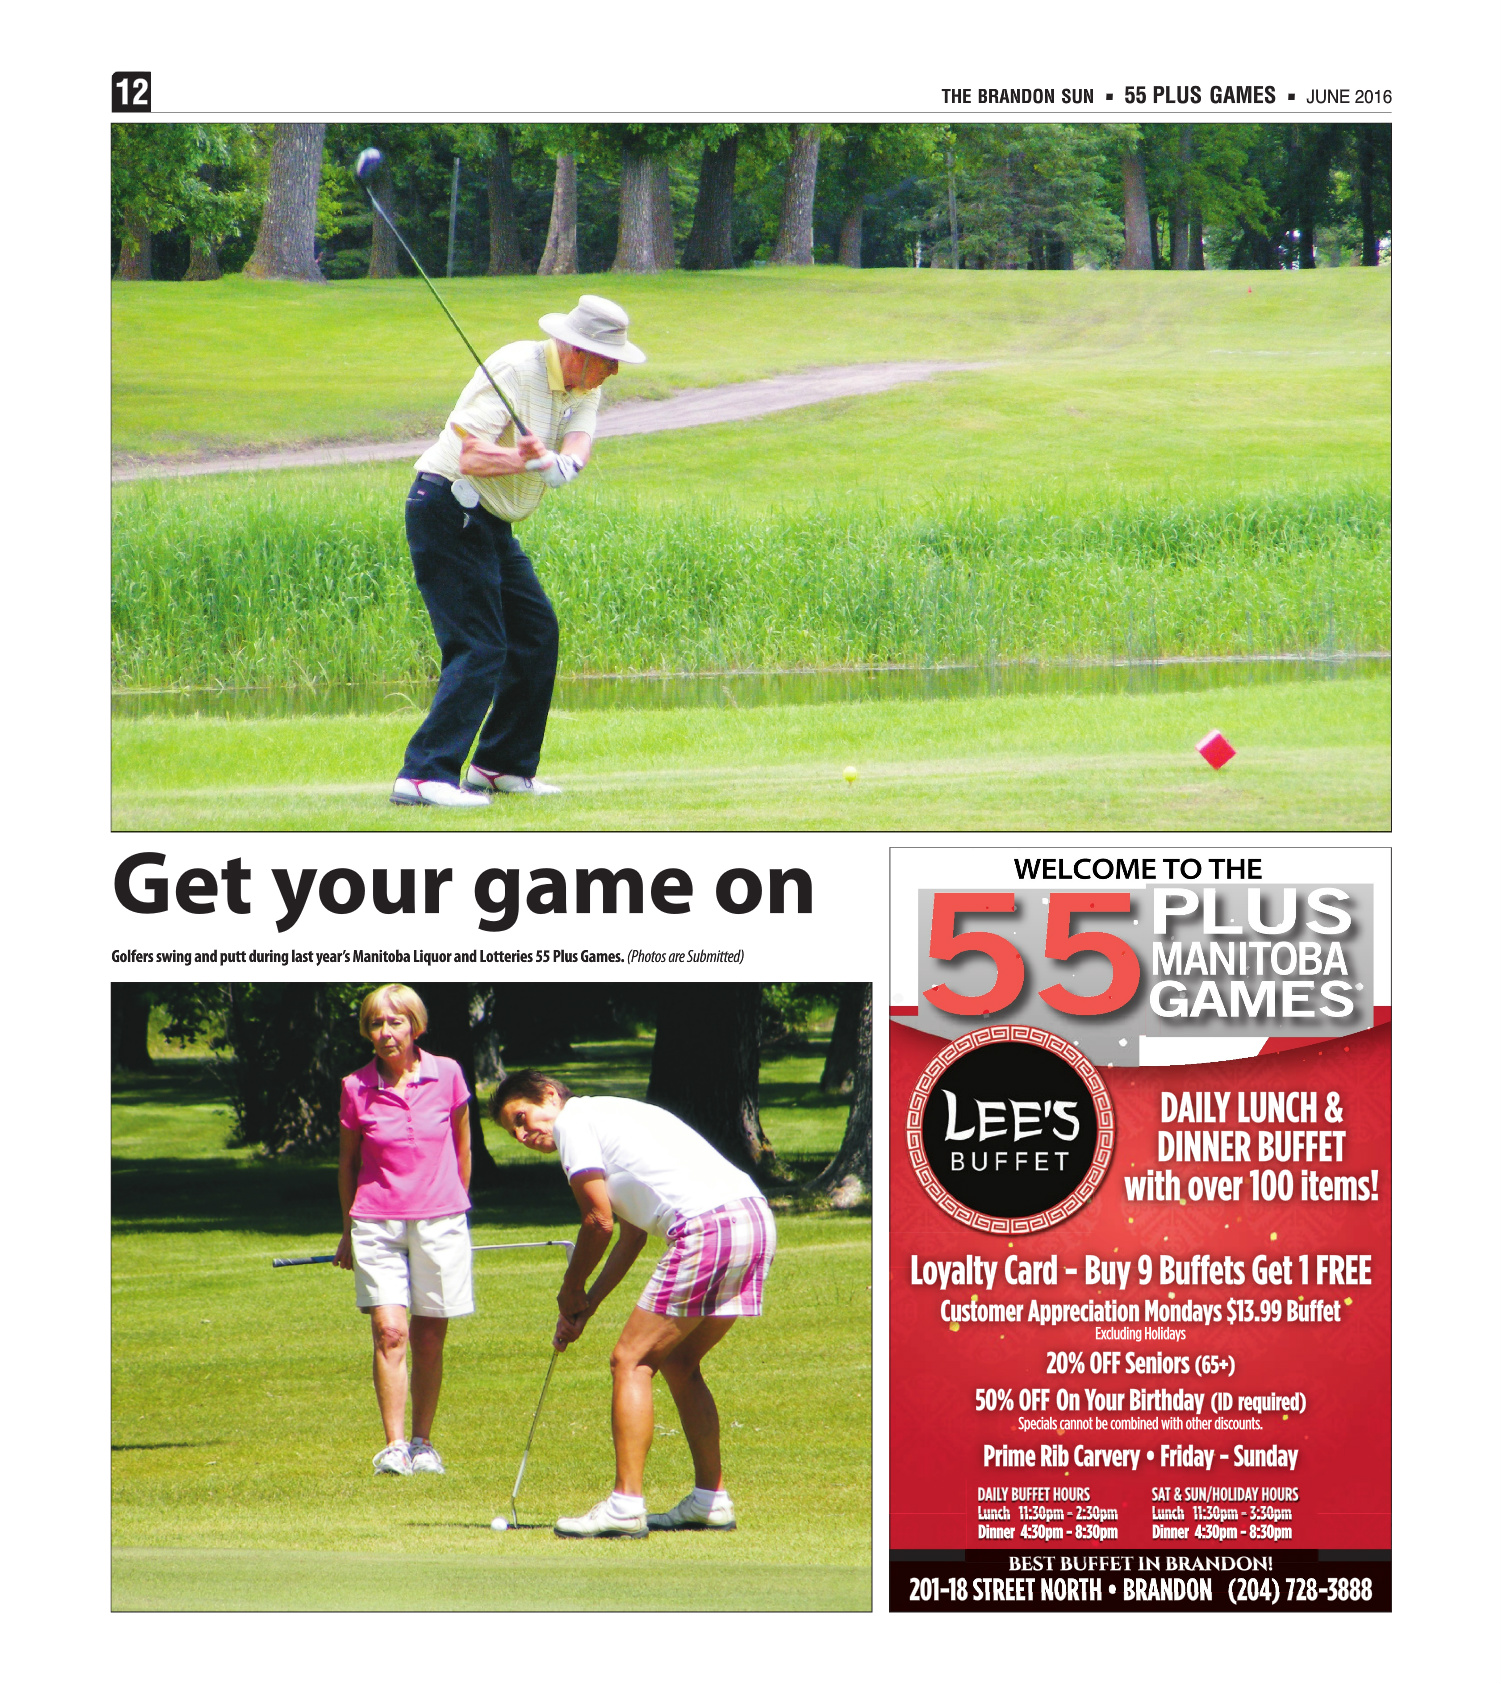 12
THE BRANDON SUN ▪ 55 PLUS GAMES ▪ JUNE 2016
Get your game on
Golfers swing and putt during last year's Manitoba Liquor and Lotteries 55 Plus Games. (Photos are Submitted)
WELCOME TO THE
55 PLUS
MANITOBA
GAMES
LEE'S
BUFFET
DAILY LUNCH &
DINNER BUFFET
with over 100 items!
Loyalty Card - Buy 9 Buffets Get 1 FREE
Customer Appreciation Mondays $13.99 Buffet
Excluding Holidays
20% OFF Seniors (65+)
50% OFF On Your Birthday (ID required)
Specials cannot be combined with other discounts.
Prime Rib Carvery • Friday - Sunday
DAILY BUFFET HOURS
Lunch 11:30pm - 2:30pm
Dinner 4:30pm - 8:30pm
SAT & SUN/HOLIDAY HOURS
Lunch 11:30pm - 3:30pm
Dinner 4:30pm - 8:30pm
BEST BUFFET IN BRANDON!
201-18 STREET NORTH • BRANDON (204) 728-3888